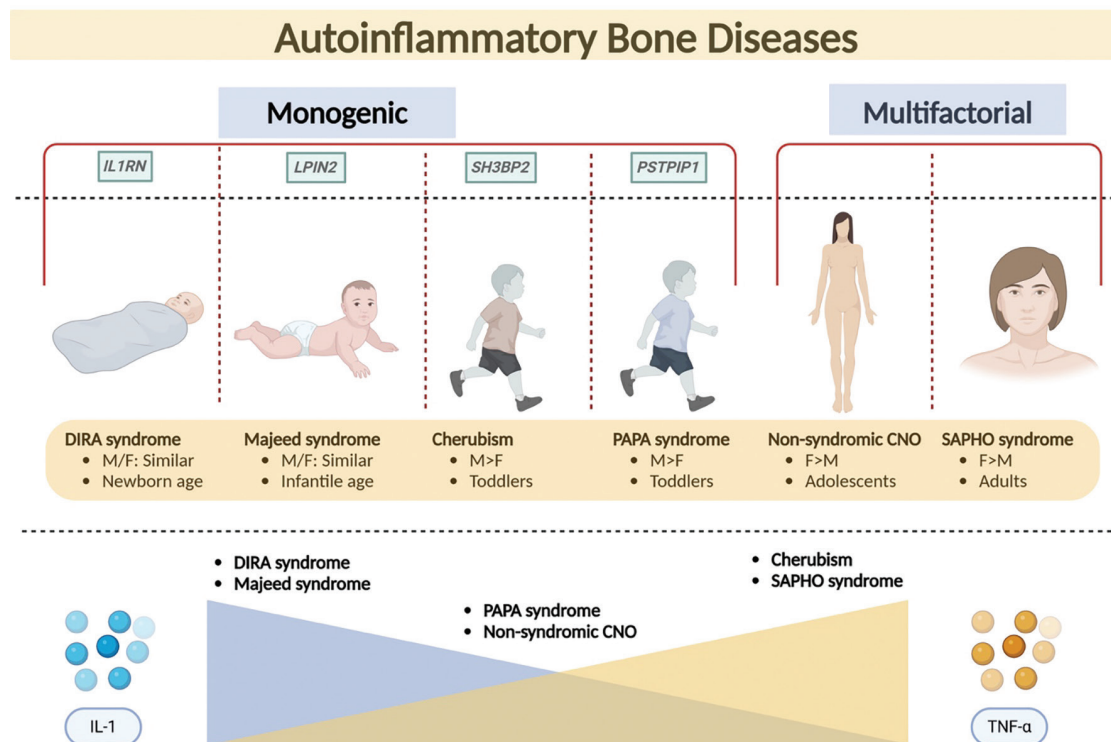 Autoinflammatory Bone Diseases
Monogenic
Multifactorial
IL1RN
LPIN2
SH3BP2
PSTPIP1
DIRA syndrome
• M/F: Similar
• Newborn age
Majeed syndrome
• M/F: Similar
• Infantile age
Cherubism
• M>F
• Toddlers
PAPA syndrome
• M>F
• Toddlers
Non-syndromic CNO
• F>M
• Adolescents
SAPHO syndrome
• F>M
• Adults
• DIRA syndrome
• Majeed syndrome
• PAPA syndrome
• Non-syndromic CNO
• Cherubism
• SAPHO syndrome
IL-1
TNF-α